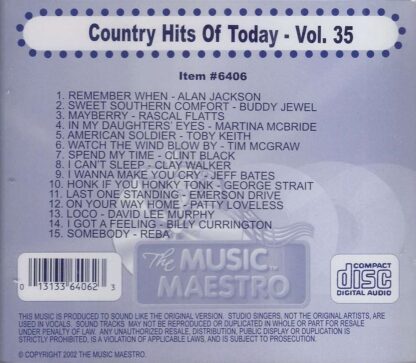 Country Hits Of Today - Vol. 35
Item #6406
1. REMEMBER WHEN - ALAN JACKSON
2. SWEET SOUTHERN COMFORT - BUDDY JEWEL
3. MAYBERRY - RASCAL FLATTS
4. IN MY DAUGHTERS' EYES - MARTINA MCBRIDE
5. AMERICAN SOLDIER - TOBY KEITH
6. WATCH THE WIND BLOW BY - TIM MCGRAW
7. SPEND MY TIME - CLINT BLACK
8. I CAN'T SLEEP - CLAY WALKER
9. I WANNA MAKE YOU CRY - JEFF BATES
10. HONK IF YOU HONKY TONK - GEORGE STRAIT
11. LAST ONE STANDING - EMERSON DRIVE
12. ON YOUR WAY HOME - PATTY LOVELESS
13. LOCO - DAVID LEE MURPHY
14. I GOT A FEELING - BILLY CURRINGTON
15. SOMEBODY - REBA
The MUSIC MAESTRO
™
0 13133 64062 3
COMPACT disc DIGITAL AUDIO
THIS MUSIC IS PRODUCED TO SOUND LIKE THE ORIGINAL VERSION. STUDIO SINGERS, NOT THE ORIGINAL ARTISTS, ARE
USED IN VOCALS. SOUND TRACKS MAY NOT BE REPRODUCED OR DUPLICATED IN WHOLE OR PART FOR RESALE
UNDER PENALTY OF LAW. ANY UNAUTHORIZED RESALE, DISTRIBUTION, PUBLIC DISPLAY OR DUPLICATION IS
STRICTLY PROHIBITED, IS A VIOLATION OF APPLICABLE LAWS, AND IS SUBJECT TO PROSECUTION.
© COPYRIGHT 2002 THE MUSIC MAESTRO.